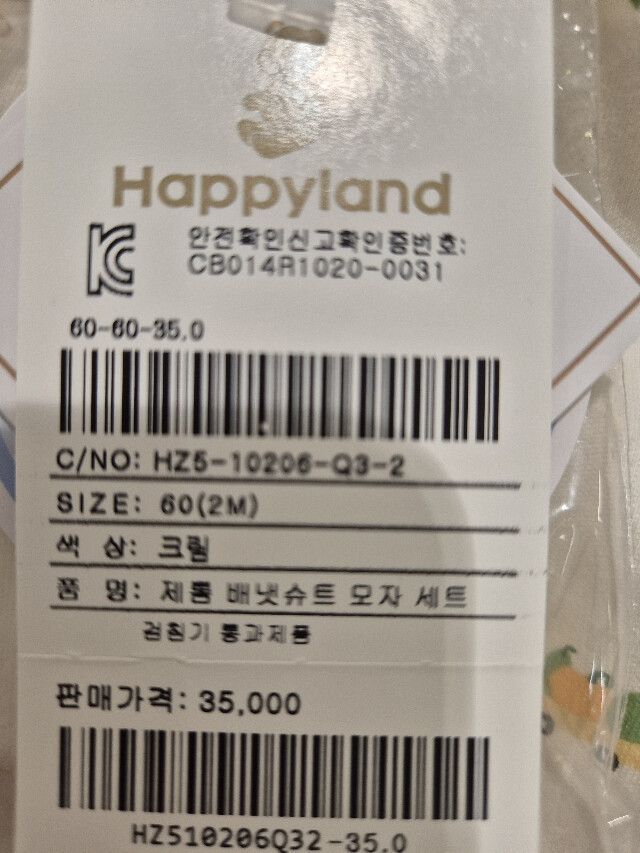 Happyland
안전확인신고확인증번호:
CB014R1020-0031
60-60-35.0
C/NO: HZ5-10206-Q3-2
SIZE: 60(2M)
색 상: 크림
품 명: 제롬 배냇슈트 모자 세트
검침기 통과제품
판매가격: 35,000
HZ510206Q32-35.0